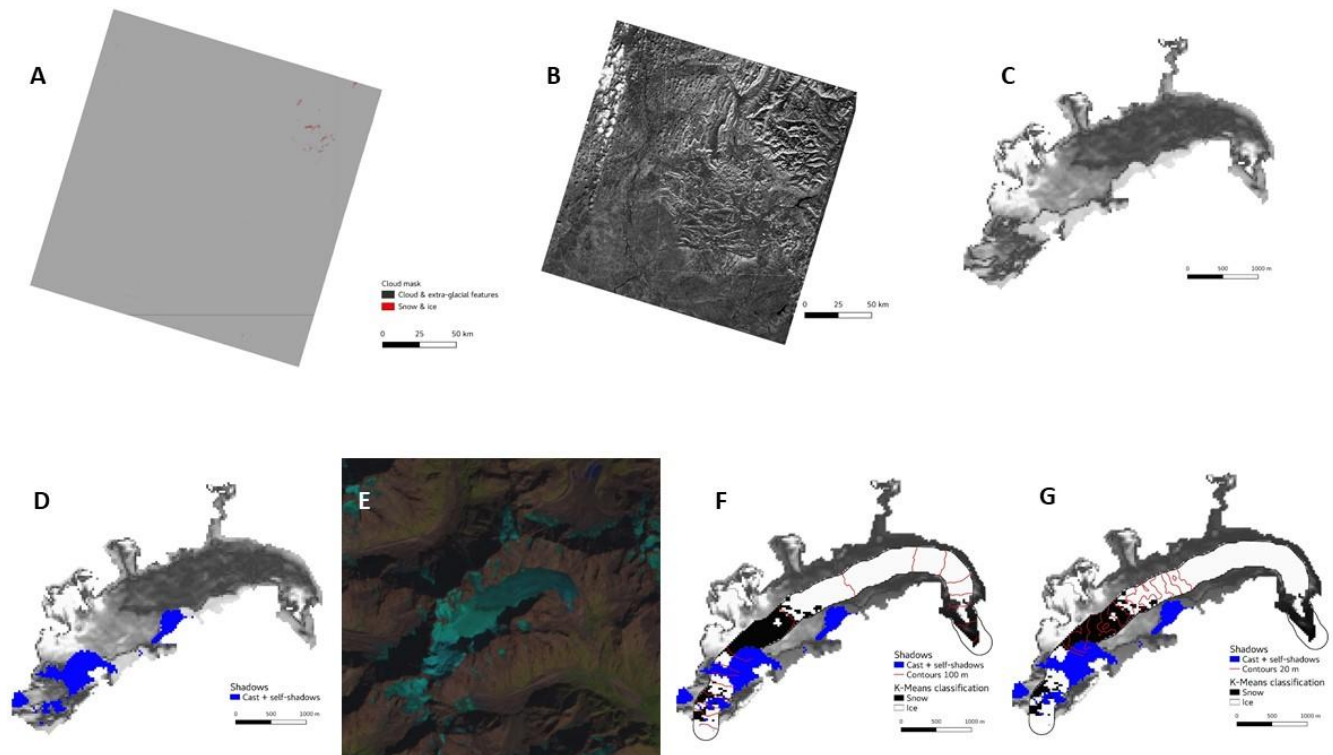 A
Cloud mask
Cloud & extra-glacial features
Snow & ice
0 25 50 km
B
0 25 50 km
C
0 500 1000 m
D
Shadows
Cast + self-shadows
0 500 1000 m
E
F
Shadows
Cast + self-shadows
Contours 100 m
K-Means classification
Snow
Ice
0 500 1000 m
G
Shadows
Cast + self-shadows
Contours 20 m
K-Means classification
Snow
Ice
0 500 1000 m